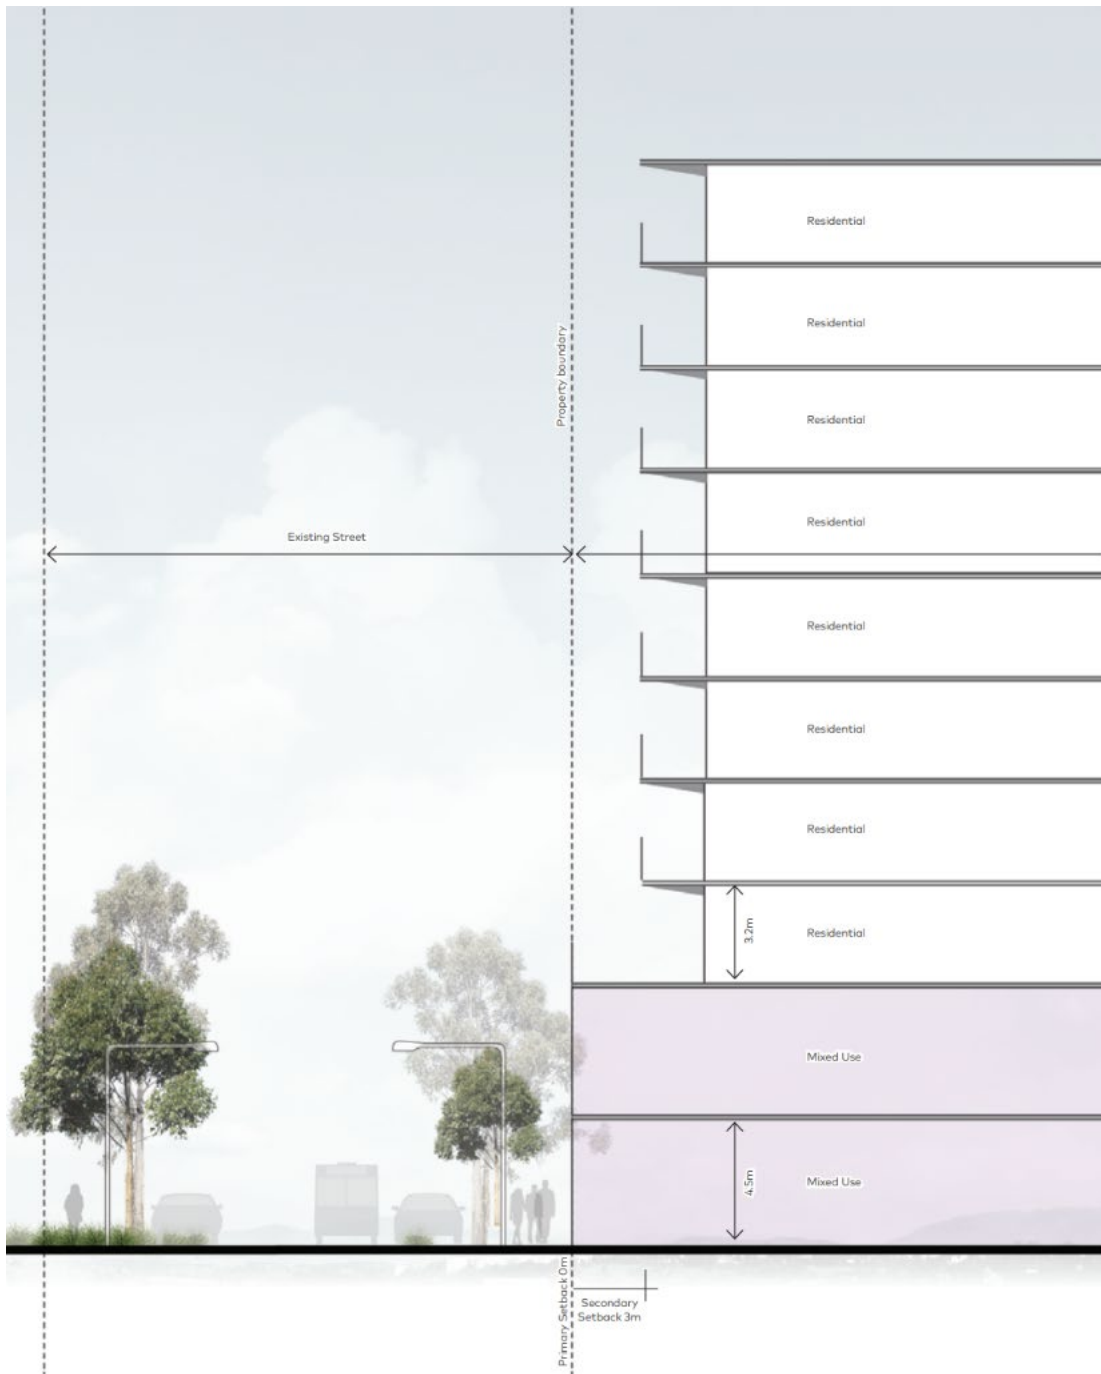 Residential
Residential
Property boundary
Residential
Residential
Existing Street
Residential
Residential
Residential
3.2m
Residential
Mixed Use
4.5m
Mixed Use
Primary Setback 0m
Secondary
Setback 3m